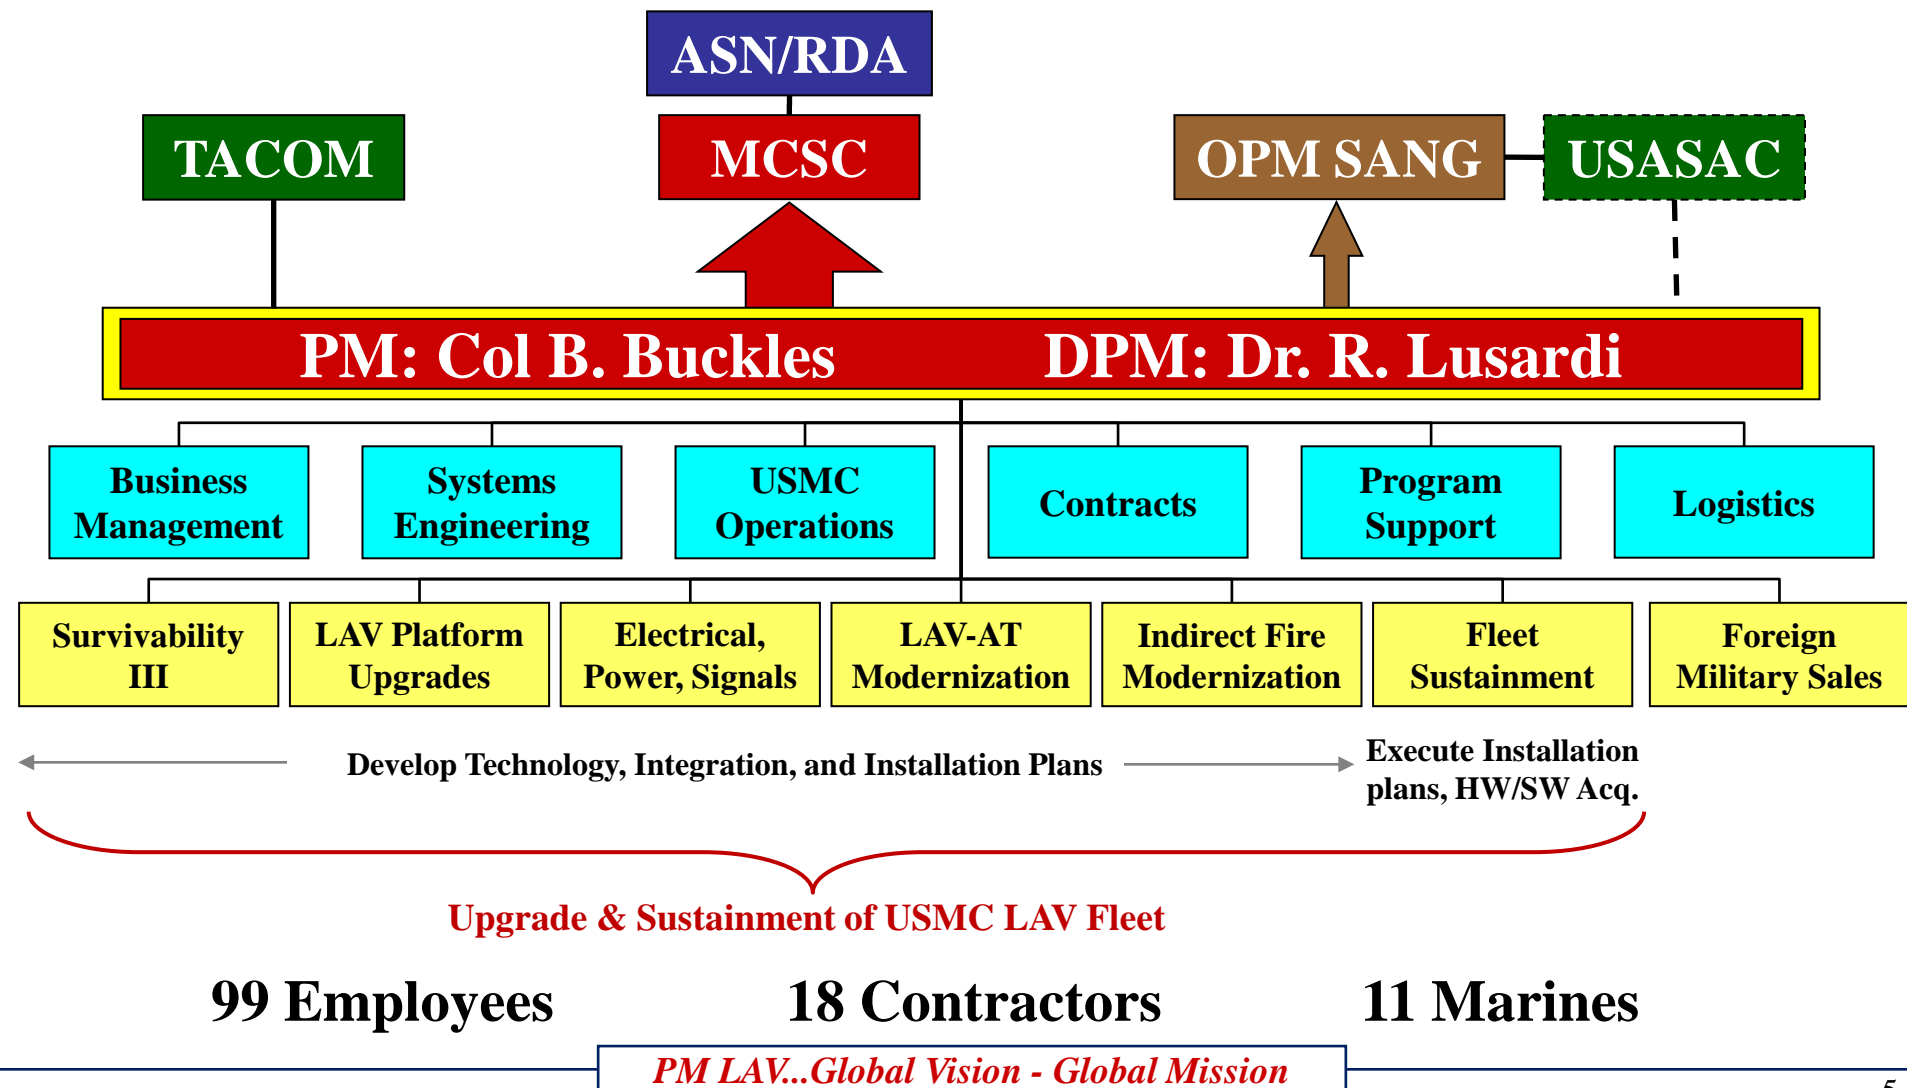 ASN/RDA
TACOM
MCSC
OPM SANG
USASAC
PM: Col B. Buckles
DPM: Dr. R. Lusardi
Business
Management
Systems
Engineering
USMC
Operations
Contracts
Program
Support
Logistics
Survivability
III
LAV Platform
Upgrades
Electrical,
Power, Signals
LAV-AT
Modernization
Indirect Fire
Modernization
Fleet
Sustainment
Foreign
Military Sales
Develop Technology, Integration, and Installation Plans
Execute Installation
plans, HW/SW Acq.
Upgrade & Sustainment of USMC LAV Fleet
99 Employees
18 Contractors
11 Marines
PM LAV...Global Vision - Global Mission
5